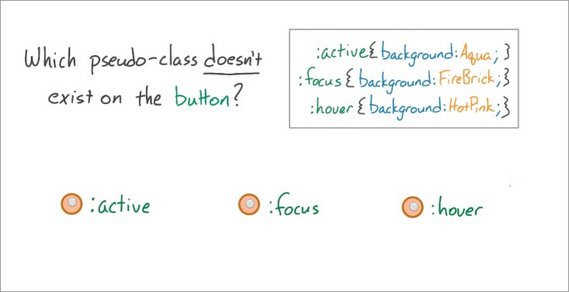 Which pseudo-class doesn't
exist on the button?
:active{background:Aqua;}
:focus{background:FireBrick;}
:hover{background:HotPink;}
:active
:focus
:hover